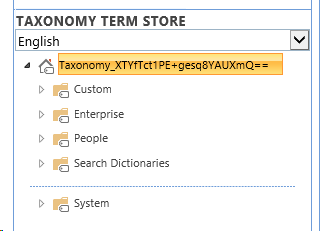 TAXONOMY TERM STORE
English
Taxonomy_XTYfTct1PE+gesq8YAUXmQ==
Custom
Enterprise
People
Search Dictionaries
System